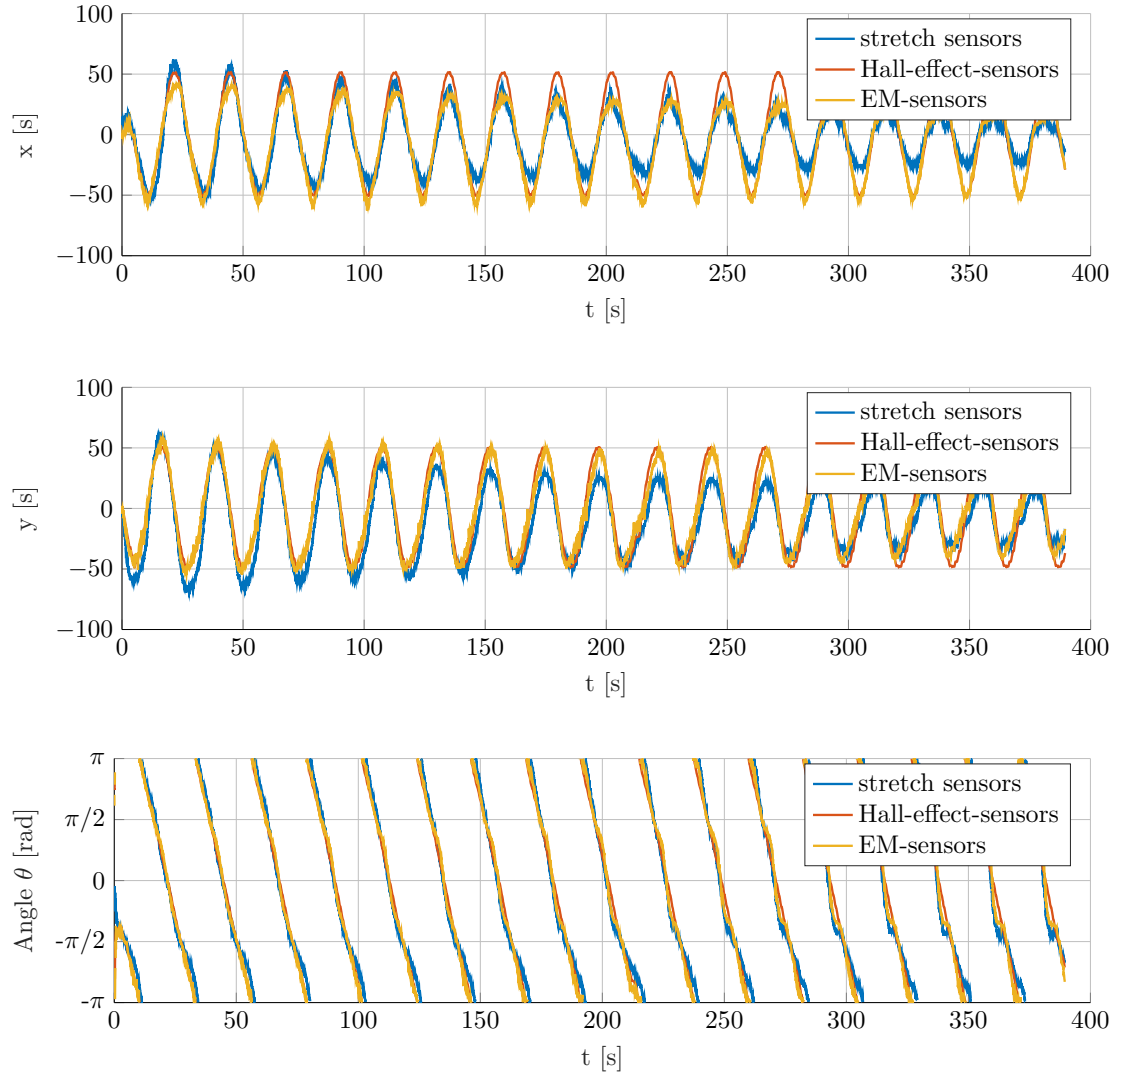 100
50
0
−50
−100
x [s]
stretch sensors
Hall-effect-sensors
EM-sensors
0 50 100 150 200 250 300 350 400
t [s]
100
50
0
−50
−100
y [s]
stretch sensors
Hall-effect-sensors
EM-sensors
0 50 100 150 200 250 300 350 400
t [s]
π
π/2
0
-π/2
-π
Angle θ [rad]
stretch sensors
Hall-effect-sensors
EM-sensors
0 50 100 150 200 250 300 350 400
t [s]